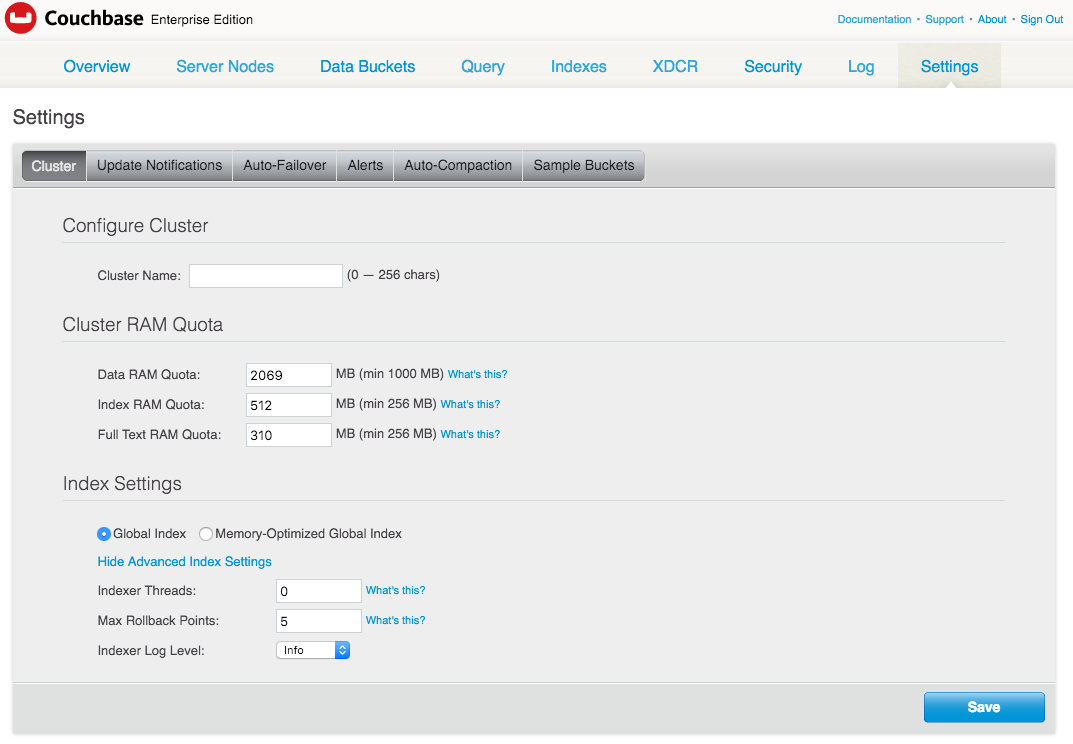 Couchbase Enterprise Edition
Documentation • Support • About • Sign Out
Overview Server Nodes Data Buckets Query Indexes XDCR Security Log Settings
Settings
Cluster Update Notifications Auto-Failover Alerts Auto-Compaction Sample Buckets
Configure Cluster
Cluster Name: (0 — 256 chars)
Cluster RAM Quota
Data RAM Quota: 2069 MB (min 1000 MB) What's this?
Index RAM Quota: 512 MB (min 256 MB) What's this?
Full Text RAM Quota: 310 MB (min 256 MB) What's this?
Index Settings
Global Index Memory-Optimized Global Index
Hide Advanced Index Settings
Indexer Threads: 0 What's this?
Max Rollback Points: 5 What's this?
Indexer Log Level: Info
Save